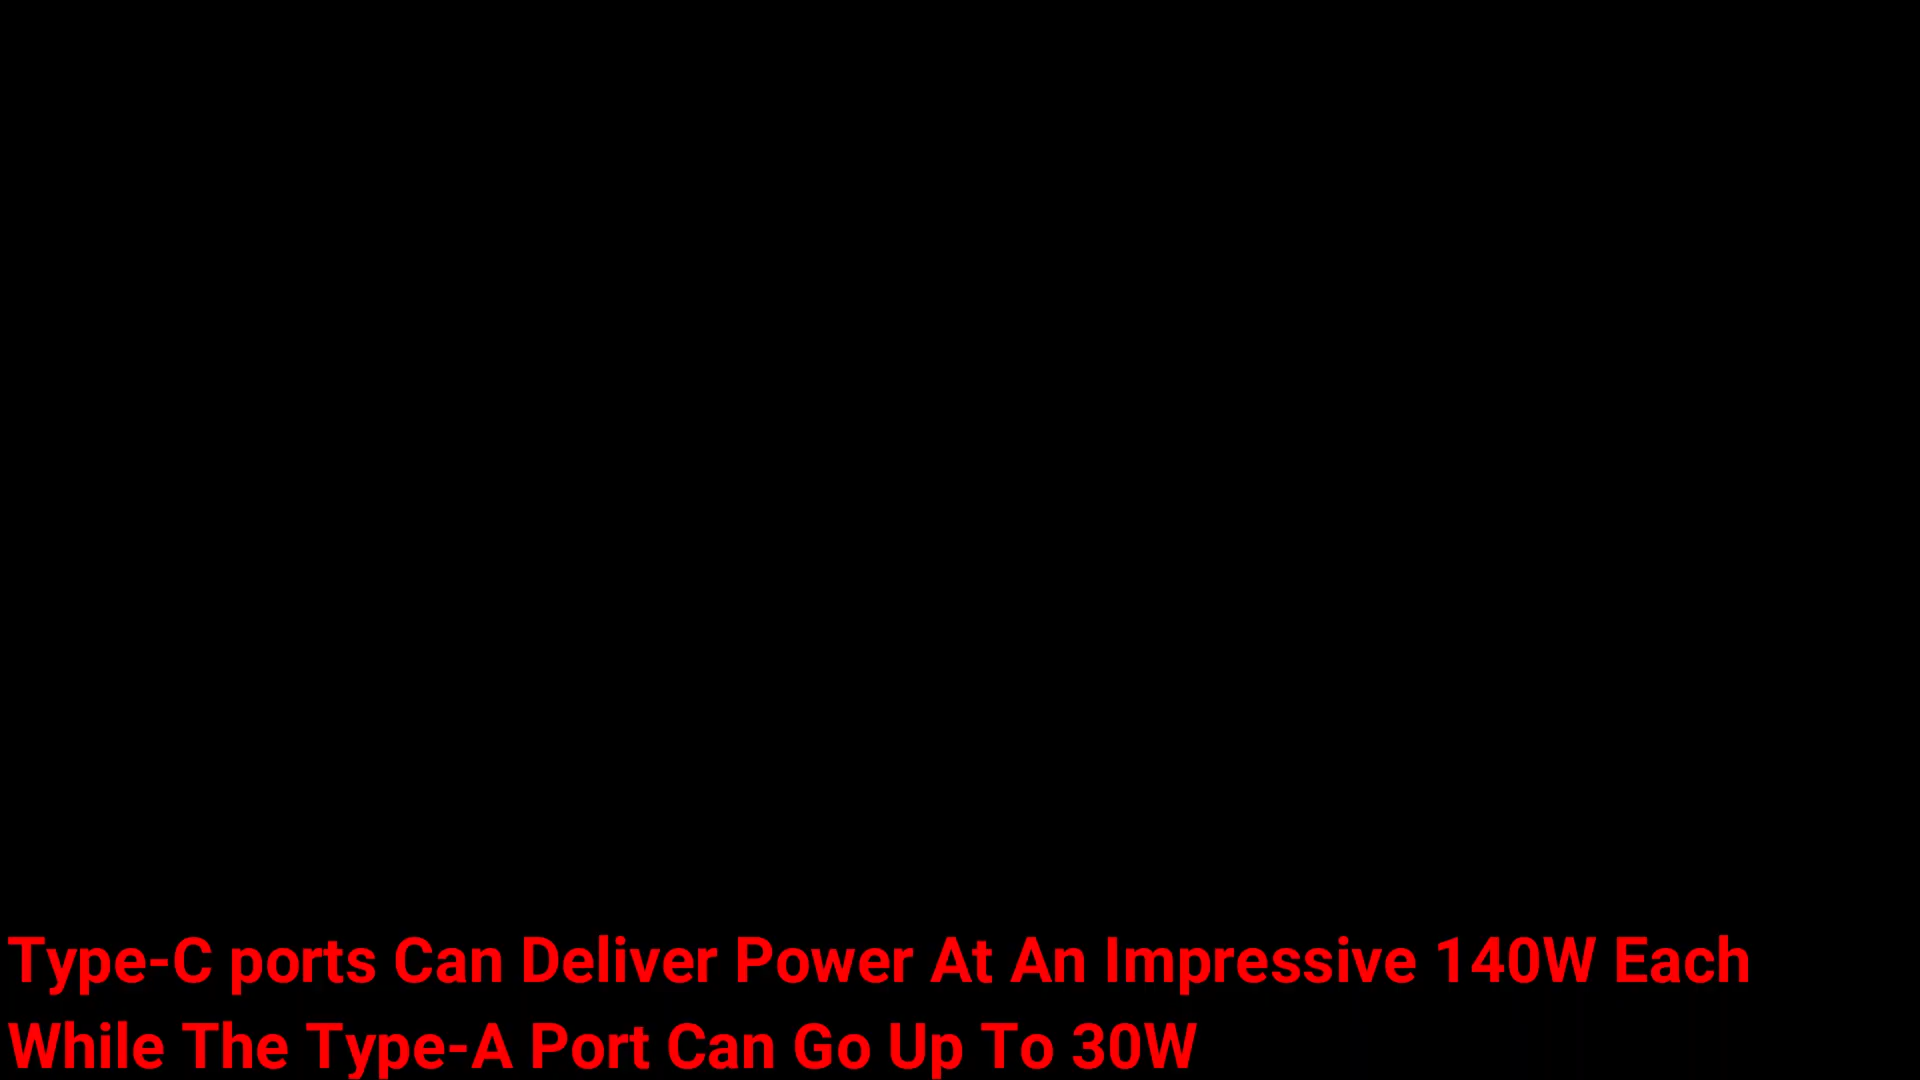 Type-C ports Can Deliver Power At An Impressive 140W Each
While The Type-A Port Can Go Up To 30W